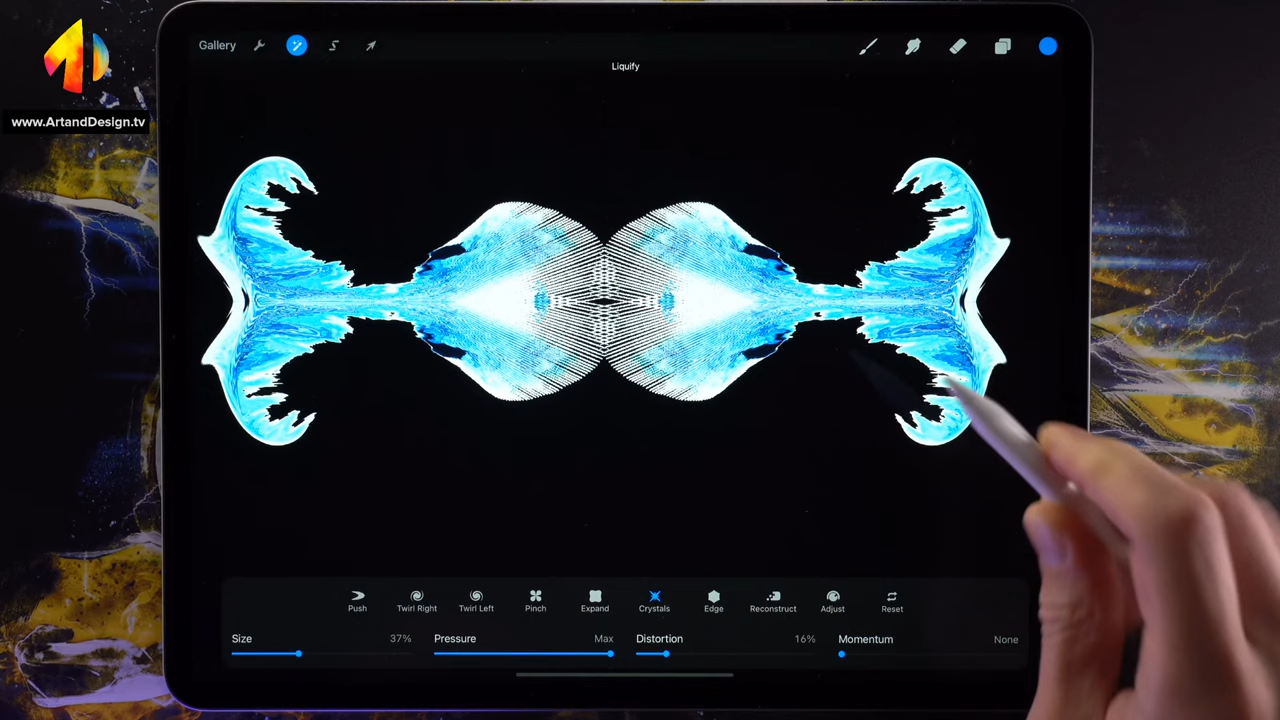 www.ArtandDesign.tv
Gallery
Liquify
Push
Twirl Right
Twirl Left
Pinch
Expand
Crystals
Edge
Reconstruct
Adjust
Reset
Size 37%
Pressure Max
Distortion 16%
Momentum None